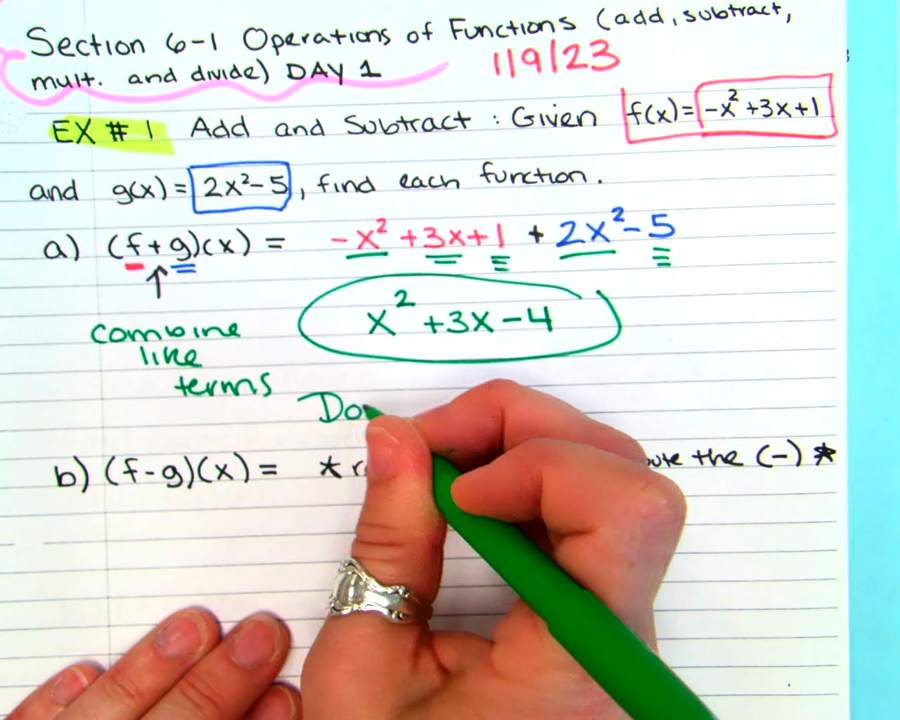 Section 6-1 Operations of Functions (add, subtract,
mult. and divide) DAY 1 1/9/23
EX # 1 Add and Subtract : Given f(x)= -x² +3x+1
and g(x) = 2x²-5, find each function.
a) (f+g)(x) = -x² +3x+1 + 2x²-5
x² +3x-4
combine
like
terms
b) (f-g)(x) = * the (-) *